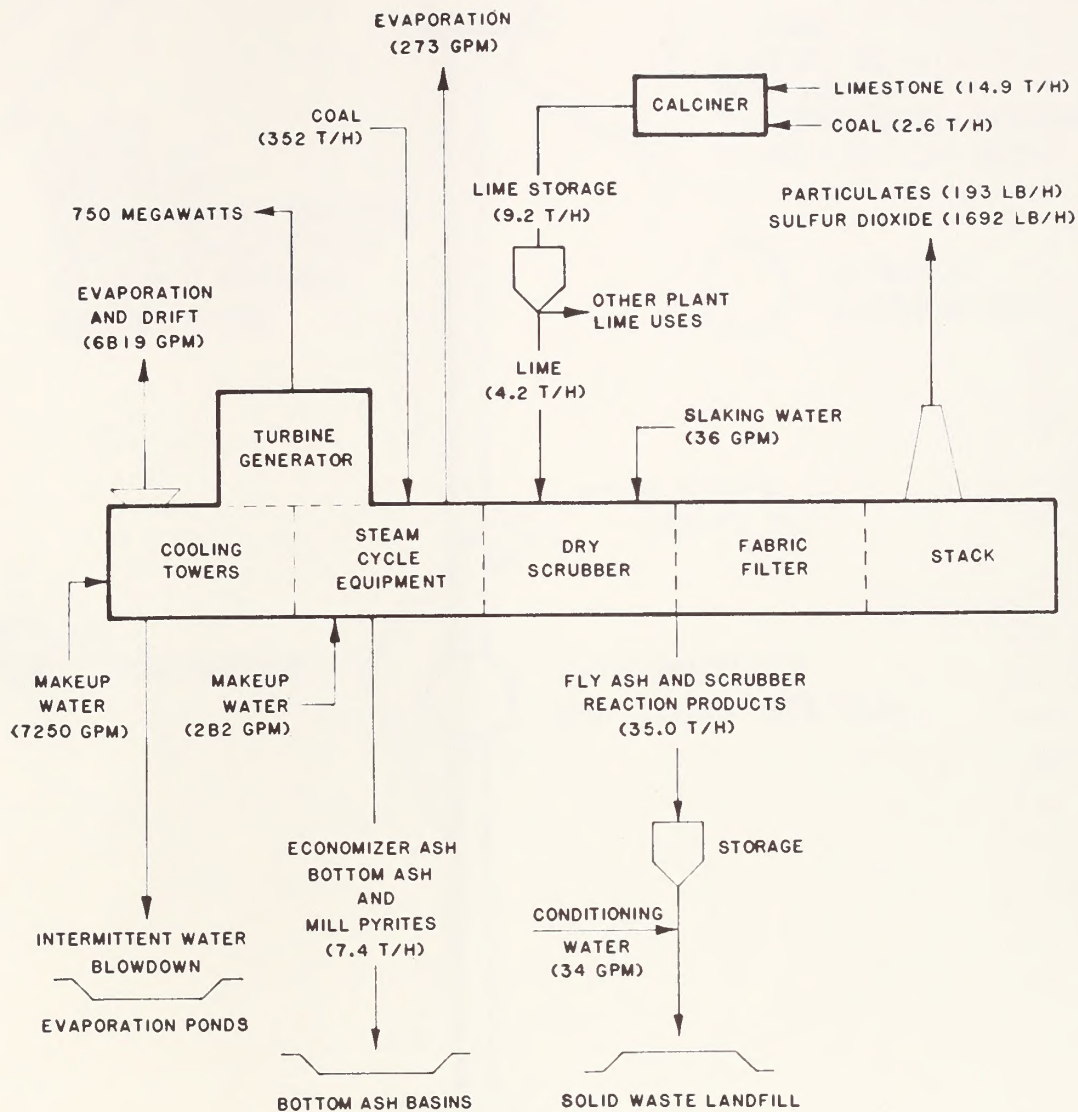 EVAPORATION
(273 GPM)
COAL
(352 T/H)
CALCINER
LIMESTONE (14.9 T/H)
COAL (2.6 T/H)
LIME STORAGE
(9.2 T/H)
PARTICULATES (193 LB/H)
SULFUR DIOXIDE (1692 LB/H)
750 MEGAWATTS
OTHER PLANT
LIME USES
EVAPORATION
AND DRIFT
(6819 GPM)
LIME
(4.2 T/H)
SLAKING WATER
(36 GPM)
TURBINE
GENERATOR
COOLING
TOWERS
STEAM
CYCLE
EQUIPMENT
DRY
SCRUBBER
FABRIC
FILTER
STACK
MAKEUP
WATER
(7250 GPM)
MAKEUP
WATER
(282 GPM)
FLY ASH AND SCRUBBER
REACTION PRODUCTS
(35.0 T/H)
ECONOMIZER ASH
BOTTOM ASH
AND
MILL PYRITES
(7.4 T/H)
STORAGE
CONDITIONING
WATER
(34 GPM)
INTERMITTENT WATER
BLOWDOWN
EVAPORATION PONDS
BOTTOM ASH BASINS
SOLID WASTE LANDFILL